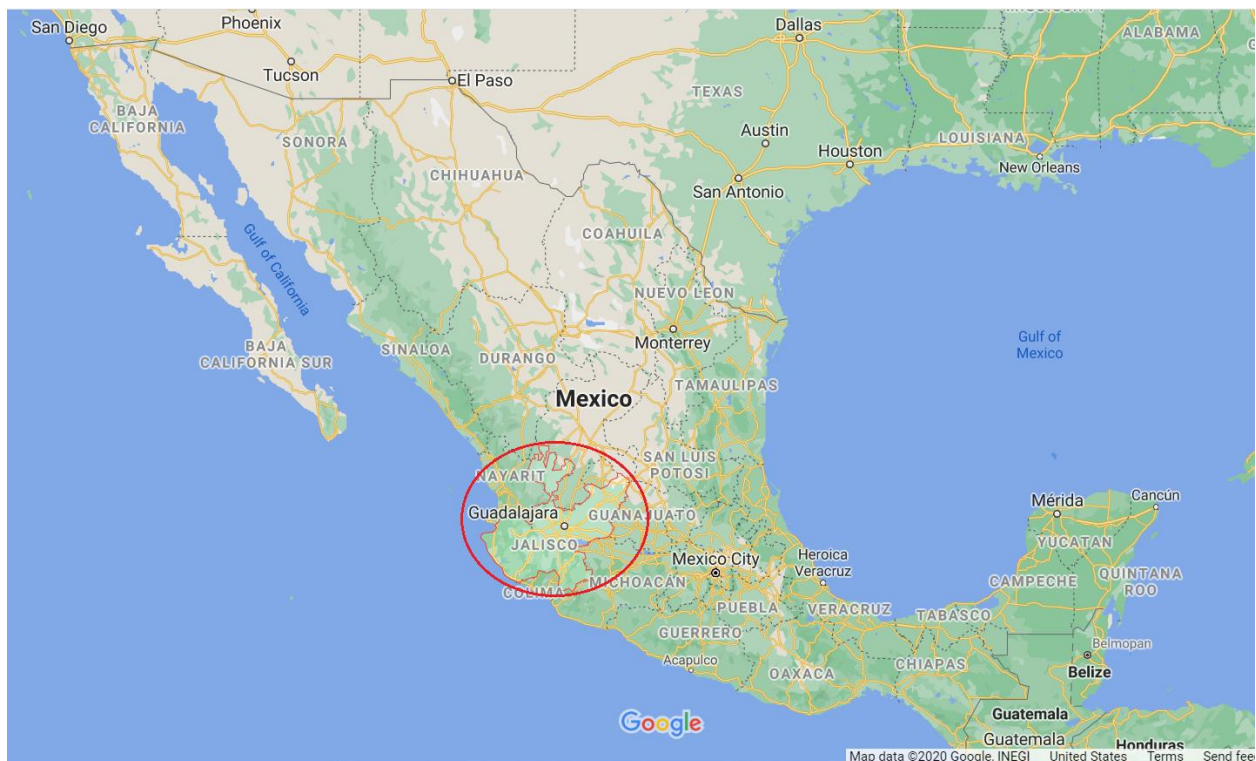 San Diego
Phoenix
Dallas
ALABAMA
Tucson
El Paso
TEXAS
BAJA
CALIFORNIA
SONORA
Austin
LOUISIANA
Houston
New Orleans
CHIHUAHUA
San Antonio
COAHUILA
Gulf of California
NUEVO LEON
Monterrey
Gulf of
Mexico
BAJA
CALIFORNIA SUR
SINALOA
DURANGO
TAMAULIPAS
Mexico
SAN LUIS
POTOSI
NAYARIT
Guadalajara
GUANAJUATO
JALISCO
Mérida
Cancún
YUCATAN
Mexico City
Heroica
Veracruz
CAMPECHE
QUINTANA
ROO
COLIMA
MICHOACÁN
PUEBLA
VERACRUZ
TABASCO
GUERRERO
Belmopan
Acapulco
OAXACA
CHIAPAS
Belize
Google
Guatemala
Guatemala
Honduras
Map data ©2020 Google, INEGI United States Terms Send fee